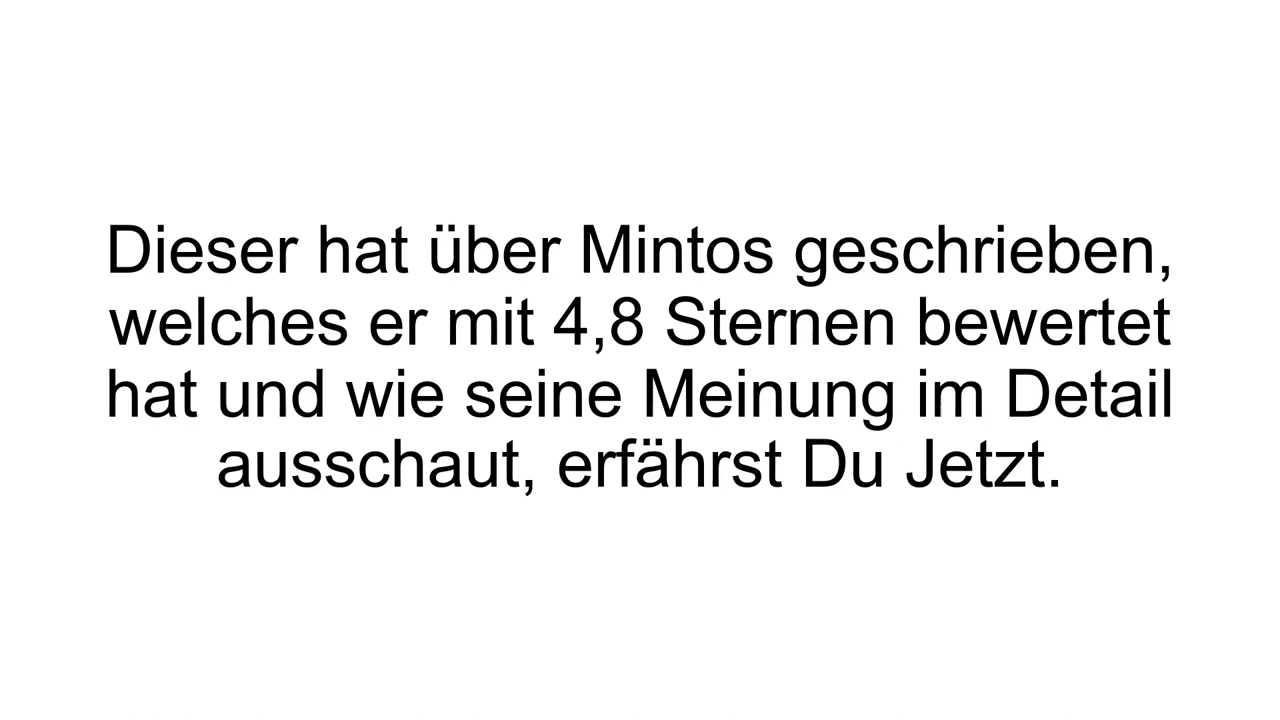 Dieser hat über Mintos geschrieben,
welches er mit 4,8 Sternen bewertet
hat und wie seine Meinung im Detail
ausschaut, erfährst Du Jetzt.